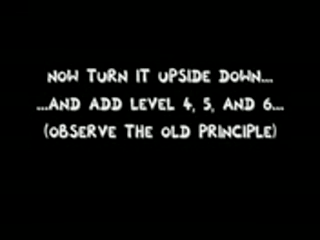 NOW TURN IT UPSIDE DOWN...
...AND ADD LEVEL 4, 5, AND 6...
(OBSERVE THE OLD PRINCIPLE)